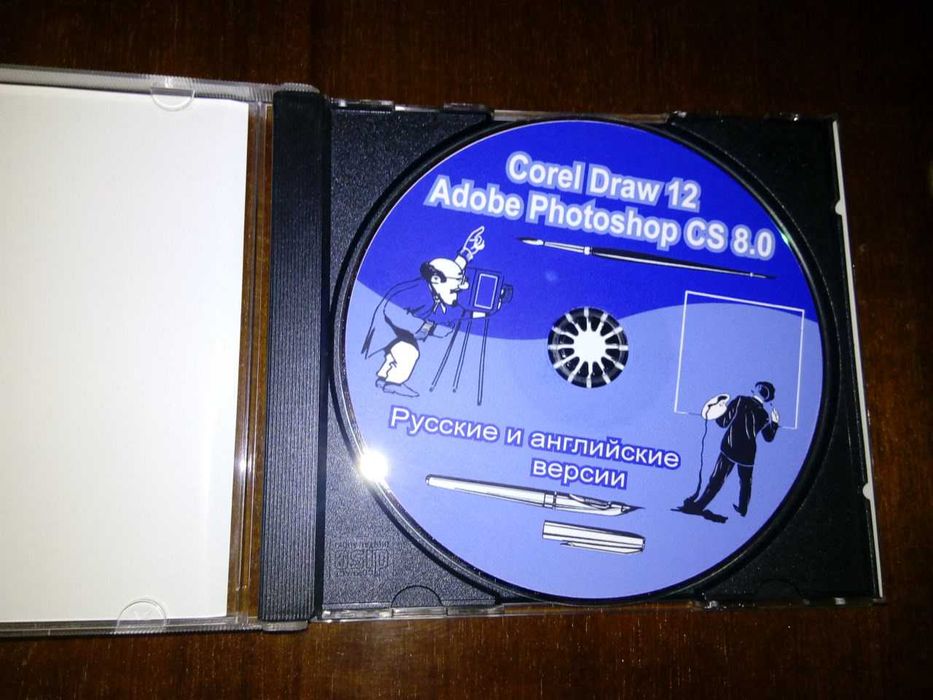 Corel Draw 12
Adobe Photoshop CS 8.0
Русские и английские
версии